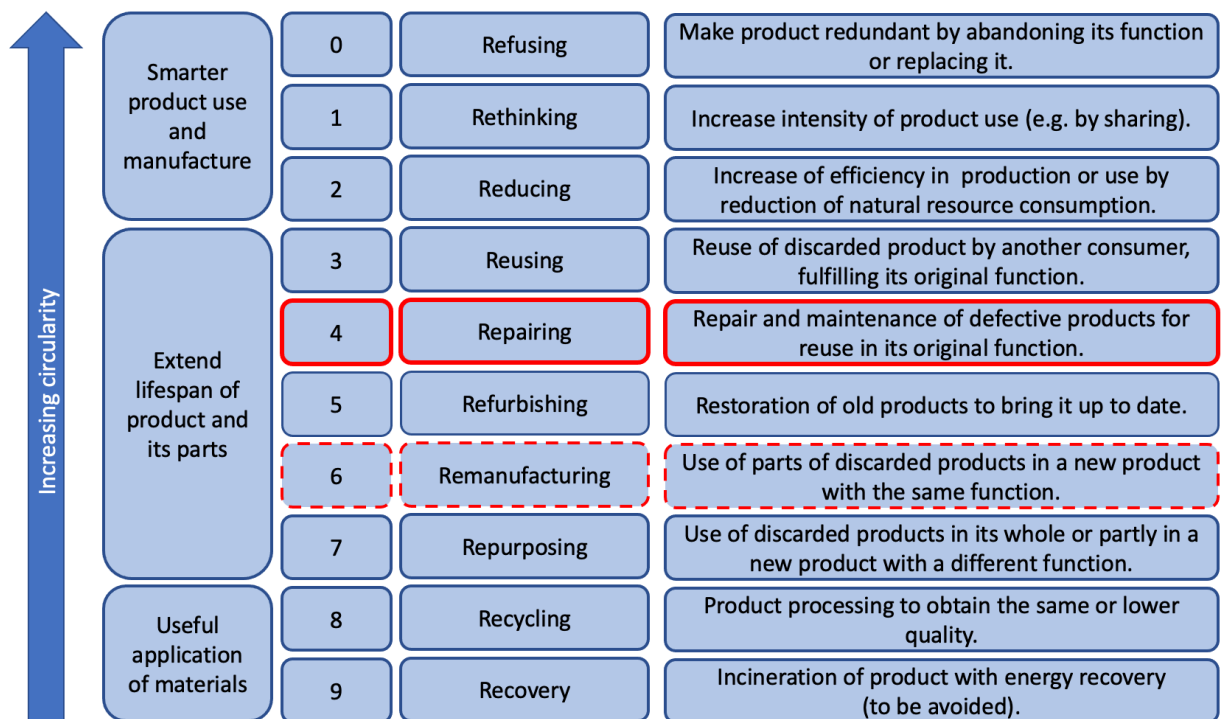 Increasing circularity
Smarter
product use
and
manufacture
0
Refusing
Make product redundant by abandoning its function
or replacing it.
1
Rethinking
Increase intensity of product use (e.g. by sharing).
2
Reducing
Increase of efficiency in production or use by
reduction of natural resource consumption.
Extend
lifespan of
product and
its parts
3
Reusing
Reuse of discarded product by another consumer,
fulfilling its original function.
4
Repairing
Repair and maintenance of defective products for
reuse in its original function.
5
Refurbishing
Restoration of old products to bring it up to date.
6
Remanufacturing
Use of parts of discarded products in a new product
with the same function.
7
Repurposing
Use of discarded products in its whole or partly in a
new product with a different function.
Useful
application
of materials
8
Recycling
Product processing to obtain the same or lower
quality.
9
Recovery
Incineration of product with energy recovery
(to be avoided).